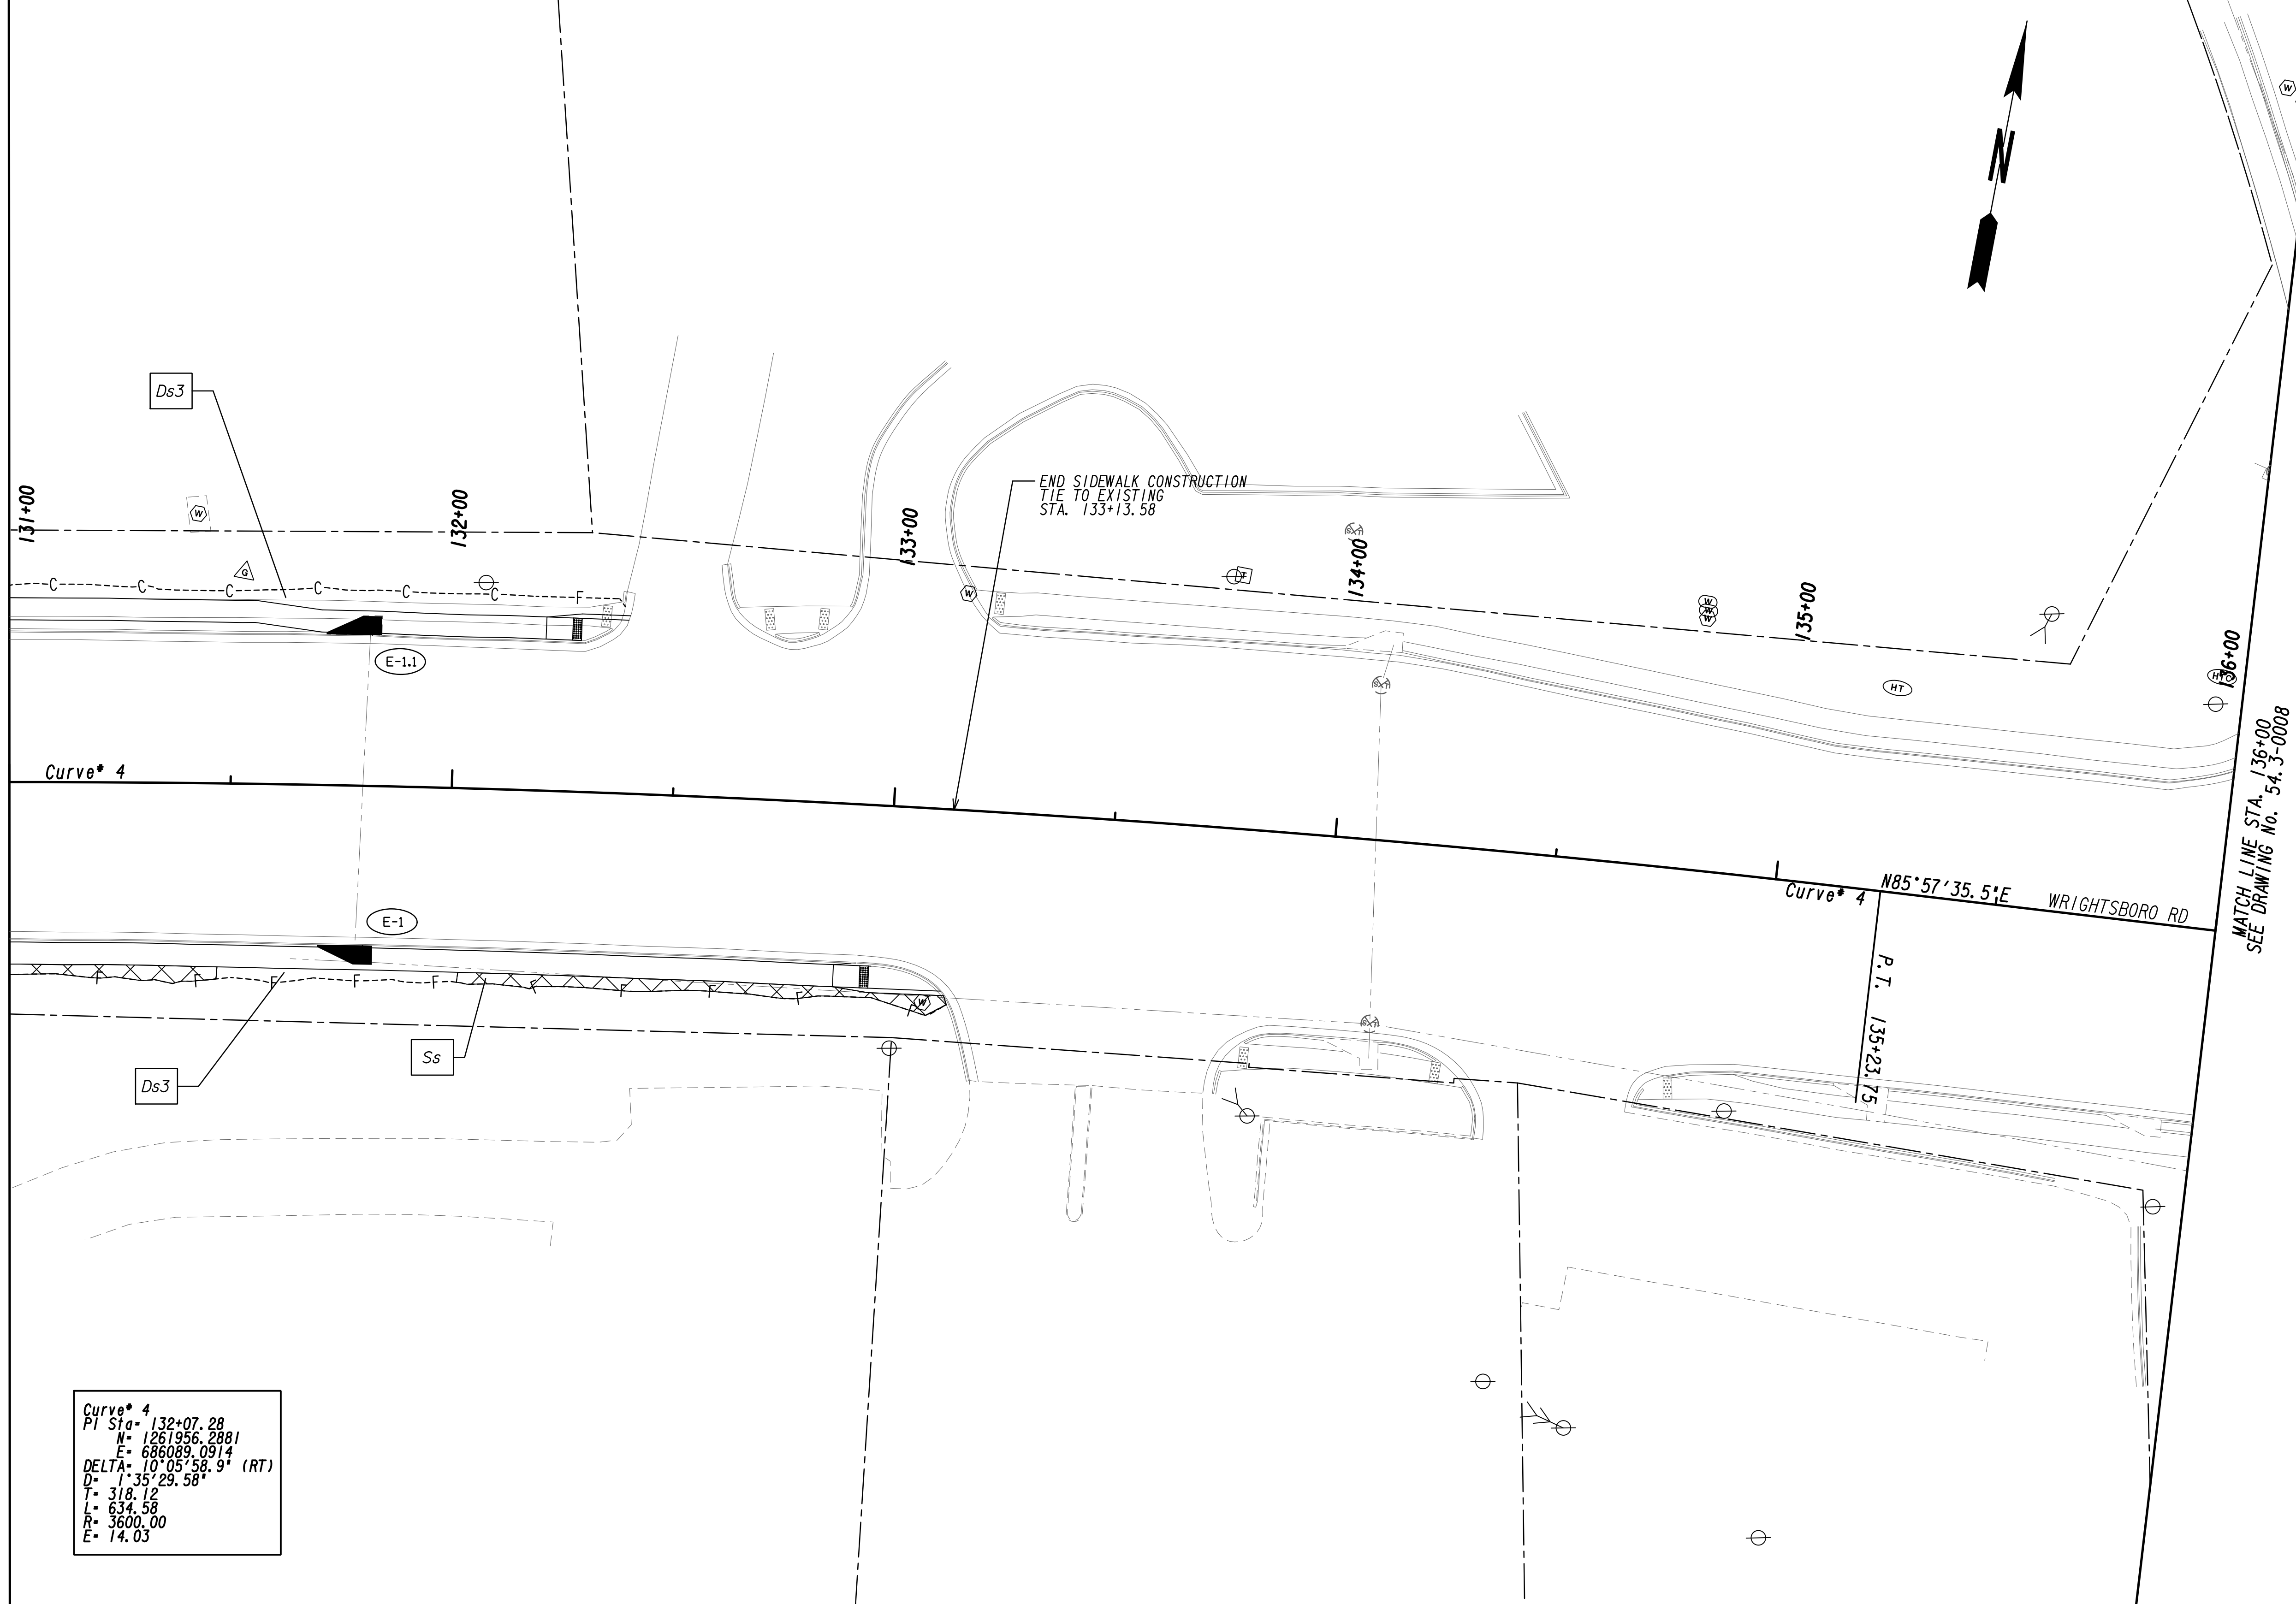 N
W
Ds3
END SIDEWALK CONSTRUCTION
TIE TO EXISTING
STA. 133+13.58
131+00
132+00
133+00
134+00
135+00
136+00
W
G
C C C C C C F
W
W
W
W
HT
E-1.1
Curve# 4
E-1
Curve# 4
N85°57'35.5"E
WRIGHTSBORO RD
MATCH LINE STA. 136+00
SEE DRAWING No. 54.3-0008
P.T. 135+23.75
F F F F F F F F F F
W
Ss
Ds3
Curve# 4
PI Sta= 132+07.28
N= 1261956.2881
E= 686089.0914
DELTA= 10°05'58.9" (RT)
D= 1°35'29.58"
T= 318.12
L= 634.58
R= 3600.00
E= 14.03